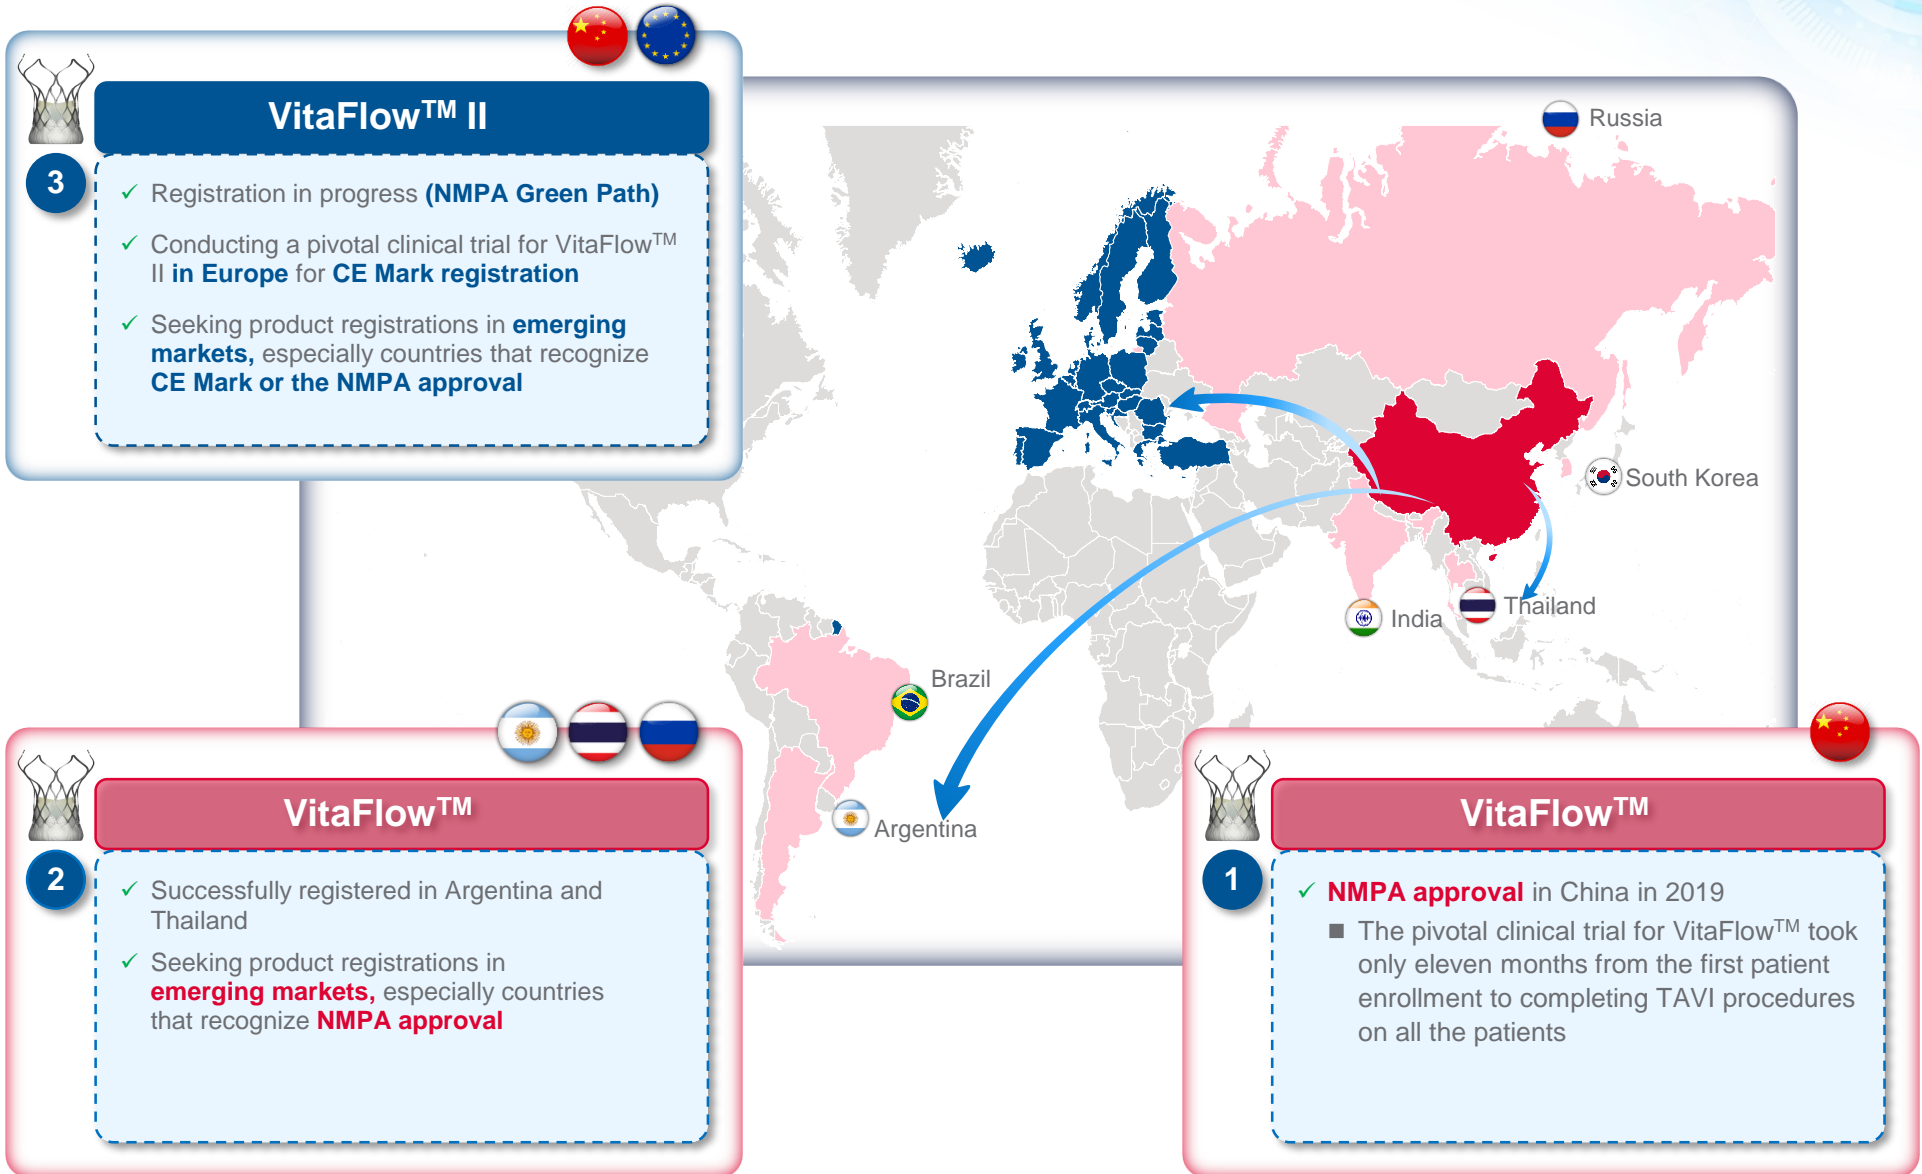 VitaFlow™ II
3
✓ Registration in progress (NMPA Green Path)
✓ Conducting a pivotal clinical trial for VitaFlow™
II in Europe for CE Mark registration
✓ Seeking product registrations in emerging
markets, especially countries that recognize
CE Mark or the NMPA approval
Russia
South Korea
Thailand
India
Brazil
Argentina
VitaFlow™
2
✓ Successfully registered in Argentina and
Thailand
✓ Seeking product registrations in
emerging markets, especially countries
that recognize NMPA approval
VitaFlow™
1
✓ NMPA approval in China in 2019
■ The pivotal clinical trial for VitaFlow™ took
only eleven months from the first patient
enrollment to completing TAVI procedures
on all the patients